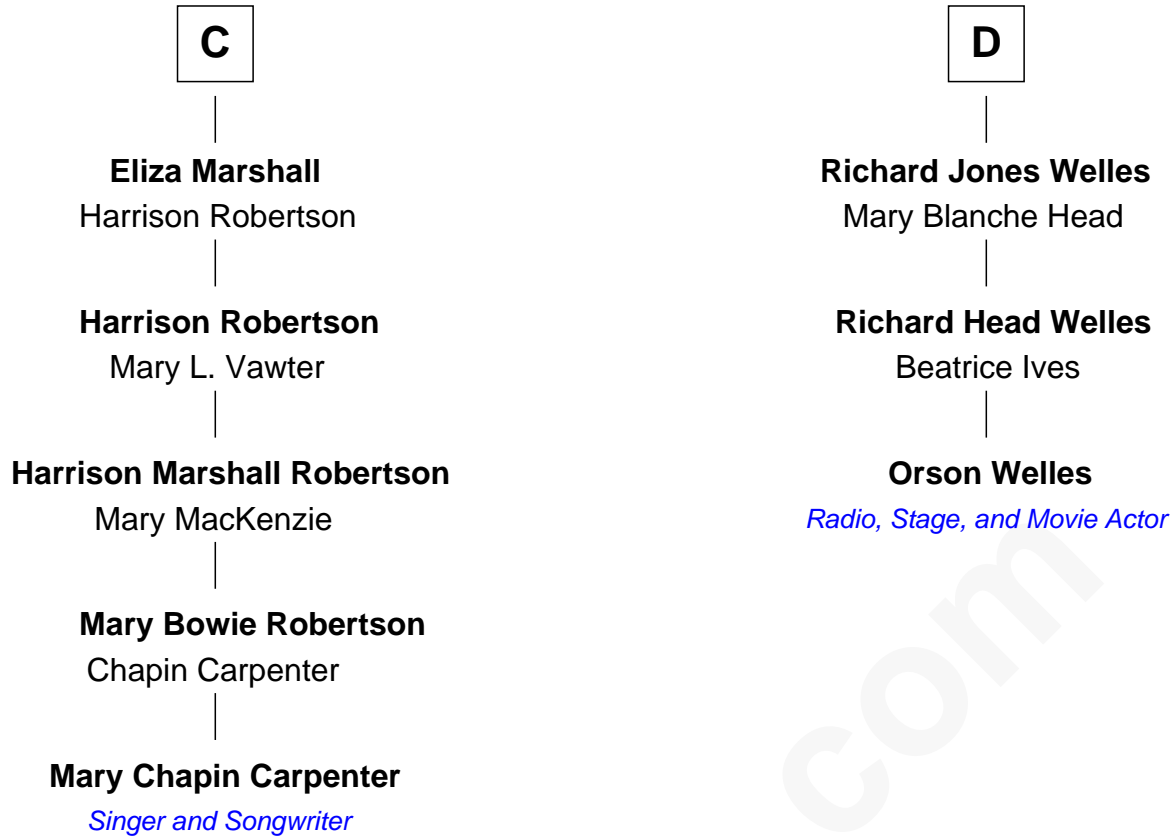 C
Eliza Marshall
Harrison Robertson
Harrison Robertson
Mary L. Vawter
Harrison Marshall Robertson
Mary MacKenzie
Mary Bowie Robertson
Chapin Carpenter
Mary Chapin Carpenter
Singer and Songwriter
D
Richard Jones Welles
Mary Blanche Head
Richard Head Welles
Beatrice Ives
Orson Welles
Radio, Stage, and Movie Actor
com